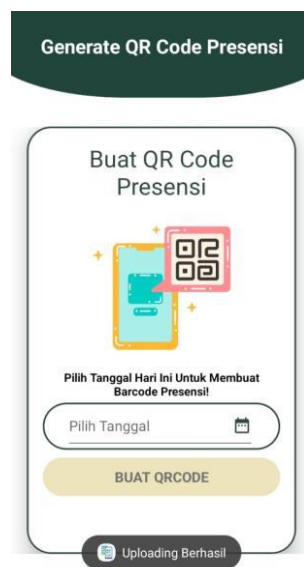 Generate QR Code Presensi
Buat QR Code
Presensi
Pilih Tanggal Hari Ini Untuk Membuat
Barcode Presensi!
Pilih Tanggal
BUAT QRCODE
Uploading Berhasil